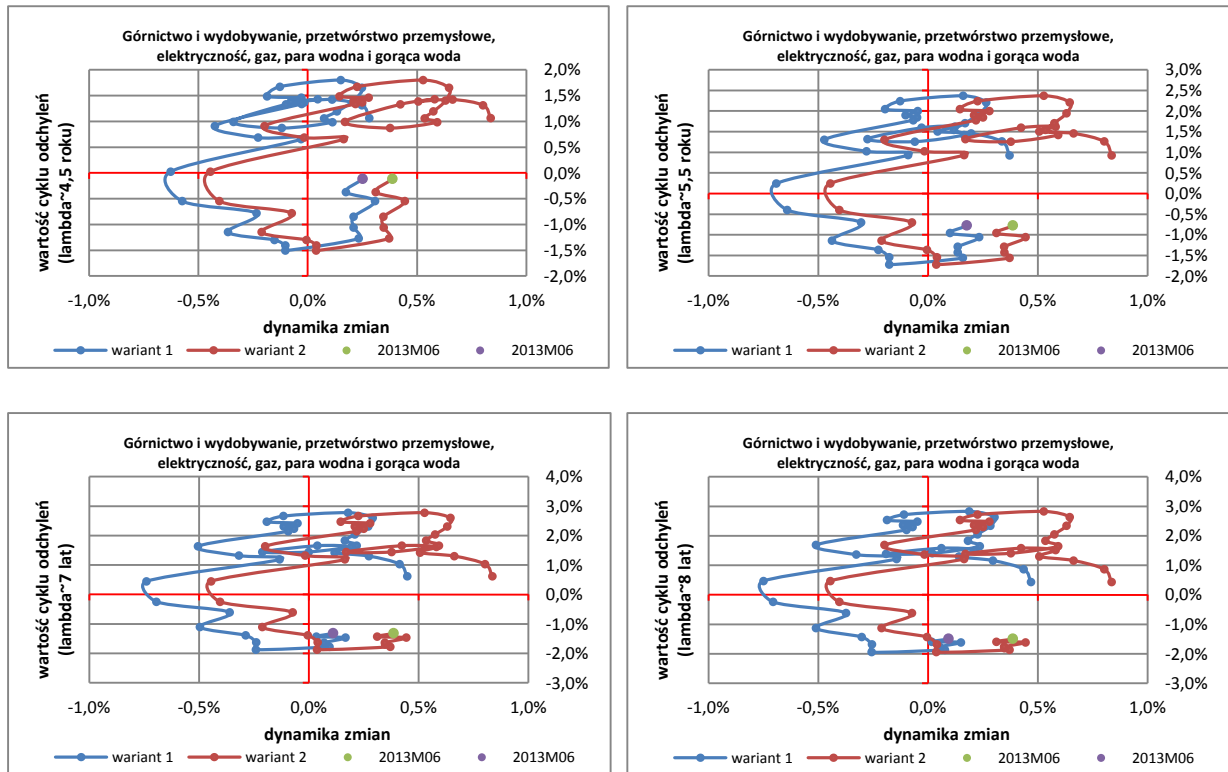 Górnictwo i wydobywanie, przetwórstwo przemysłowe,
elektryczność, gaz, para wodna i gorąca woda
wartość cyklu odchyleń
(lambda~4,5 roku)
2,0%
1,5%
1,0%
0,5%
0,0%
-0,5%
-1,0%
-1,5%
-2,0%
-1,0% -0,5% 0,0% 0,5% 1,0%
dynamika zmian
wariant 1 wariant 2 2013M06 2013M06
Górnictwo i wydobywanie, przetwórstwo przemysłowe,
elektryczność, gaz, para wodna i gorąca woda
wartość cyklu odchyleń
(lambda~5,5 roku)
3,0%
2,5%
2,0%
1,5%
1,0%
0,5%
0,0%
-0,5%
-1,0%
-1,5%
-2,0%
-1,0% -0,5% 0,0% 0,5% 1,0%
dynamika zmian
wariant 1 wariant 2 2013M06 2013M06
Górnictwo i wydobywanie, przetwórstwo przemysłowe,
elektryczność, gaz, para wodna i gorąca woda
wartość cyklu odchyleń
(lambda~7 lat)
4,0%
3,0%
2,0%
1,0%
0,0%
-1,0%
-2,0%
-3,0%
-1,0% -0,5% 0,0% 0,5% 1,0%
dynamika zmian
wariant 1 wariant 2 2013M06 2013M06
Górnictwo i wydobywanie, przetwórstwo przemysłowe,
elektryczność, gaz, para wodna i gorąca woda
wartość cyklu odchyleń
(lambda~8 lat)
4,0%
3,0%
2,0%
1,0%
0,0%
-1,0%
-2,0%
-3,0%
-1,0% -0,5% 0,0% 0,5% 1,0%
dynamika zmian
wariant 1 wariant 2 2013M06 2013M06